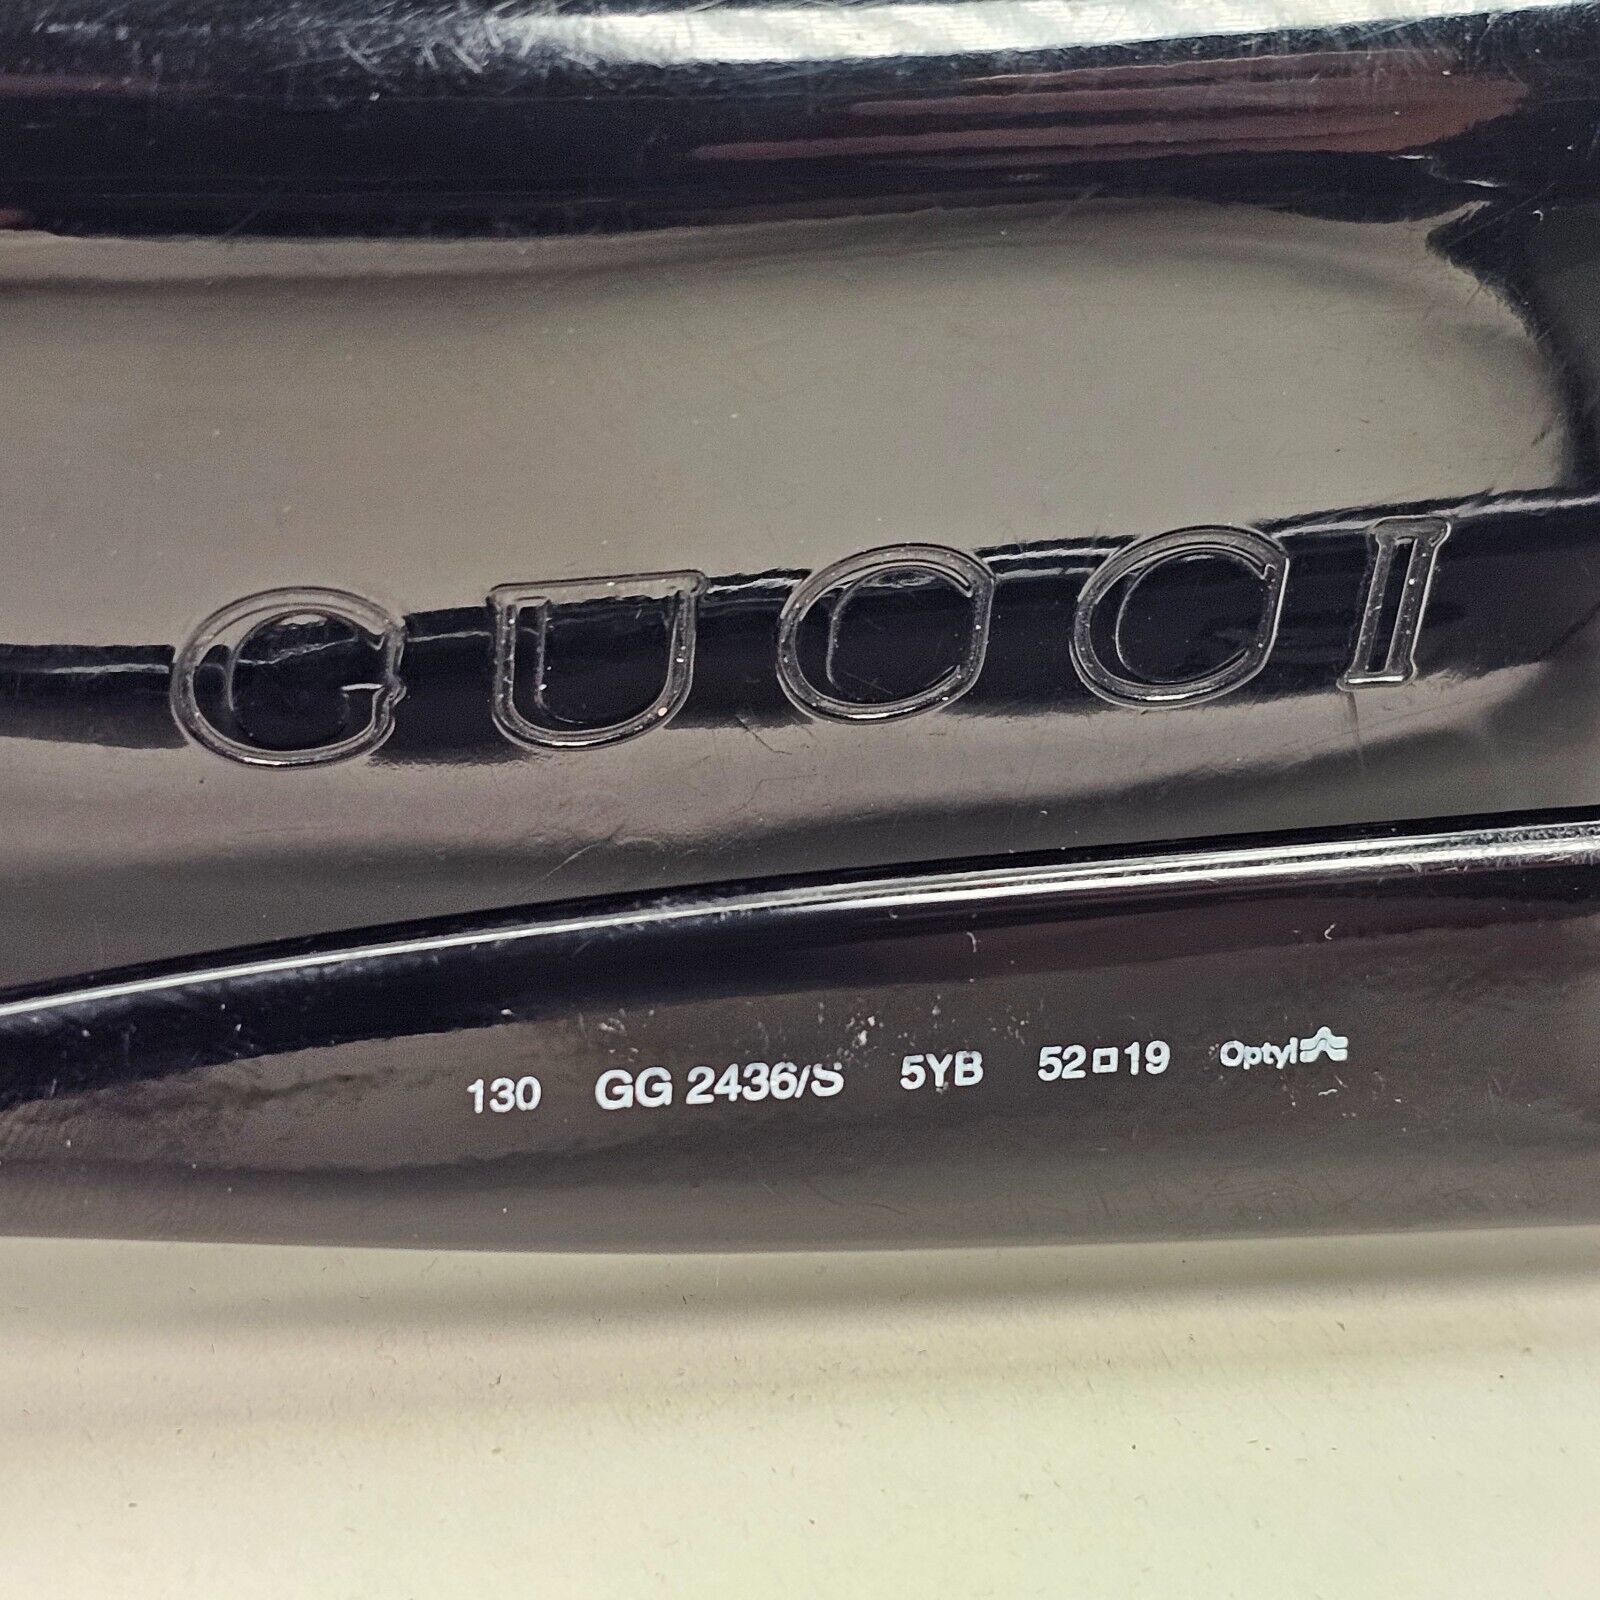 GUCCI
130 GG 2436/S 5YB 52□19 Optyl